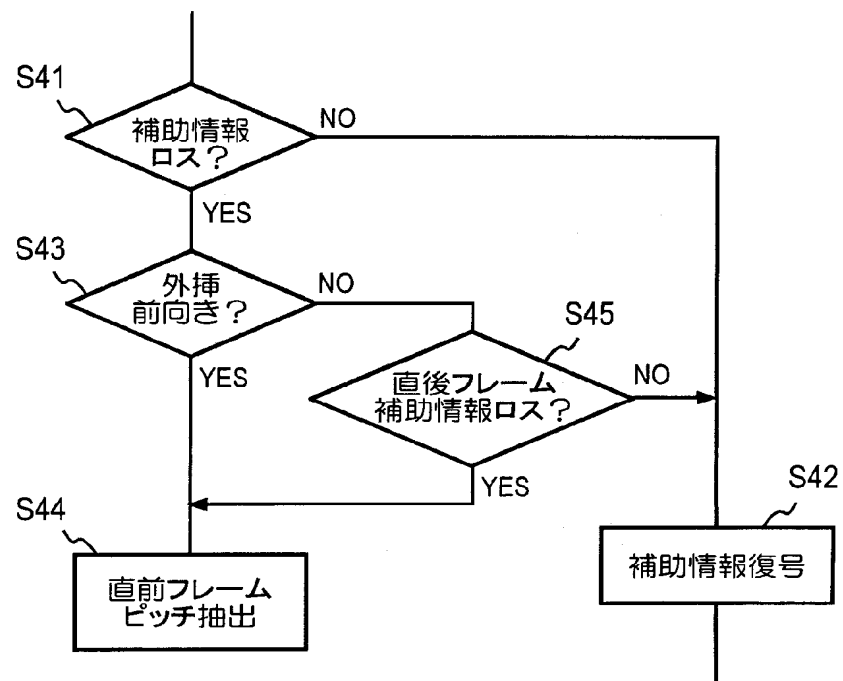 S41
補助情報
ロス?
NO
YES
S43
外挿
前向き?
NO
YES
S45
直後フレーム
補助情報ロス?
NO
YES
S44
直前フレーム
ピッチ抽出
S42
補助情報復号